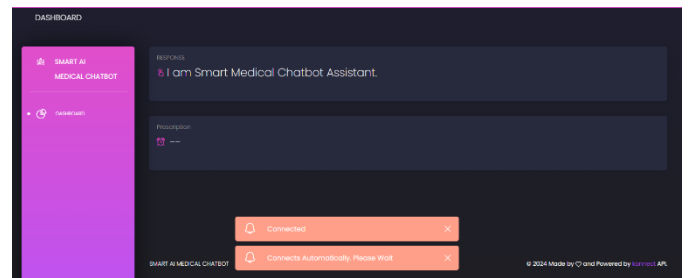 DASHBOARD
SMART AI
MEDICAL CHATBOT
DASHBOARD
RESPONSE
I am Smart Medical Chatbot Assistant.
Prescription
--
Connected
Connects Automatically. Please Wait
SMART AI MEDICAL CHATBOT
© 2024 Made by ♡ and Powered by konnect API.